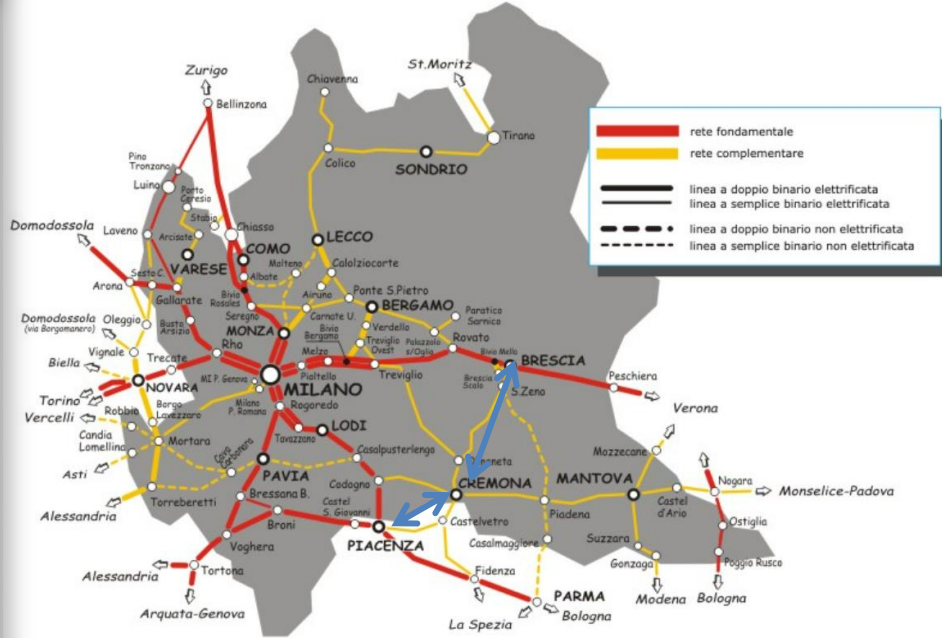 Zurigo
St.Moritz
Chiavenna
Bellinzona
Tirano
rete fondamentale
rete complementare
Pino
Tronzano
Colico
SONDRIO
Luino
Porto
Ceresio
linea a doppio binario elettrificata
linea a semplice binario elettrificata
Stabio
Domodossola
Laveno
Arcisate
Chiasso
linea a doppio binario non elettrificata
linea a semplice binario non elettrificata
COMO
LECCO
VARESE
Molteno
Calolziocorte
Sesto C.
Albate
Arona
Gallarate
Bivio
Rosales
Airuno
Ponte S.Pietro
BERGAMO
Domodossola
(via Borgomanero)
Oleggio
Busto
Arsizio
Seregno
Carnate U.
Paratico
Sarnico
MONZA
Bivio
Bergamo
Verdello
Treviglio
Ovest
Palazzolo
s/Oglio
Rovato
Vignale
Trecate
Rho
Melzo
Bivio Mella
BRESCIA
Biella
Pioltello
Treviglio
Brescia
Scalo
S.Zeno
Peschiera
NOVARA
MI P. Genova
MILANO
Torino
Milano
P. Romana
Rogoredo
Verona
Vercelli
Robbio
Borgo
Lavezzaro
LODI
Tavazzano
Candia
Lomellina
Mortara
Cava
Carbonara
Casalpusterlengo
Mozzecane
Asti
PAVIA
Codogno
CREMONA
MANTOVA
Nogara
Monselice-Padova
Torreberetti
Bressana B.
Castel
S. Giovanni
Castel
d'Ario
Alessandria
Broni
Castelvetro
Piadena
Ostiglia
Voghera
PIACENZA
Casalmaggiore
Suzzara
Gonzaga
Poggio Rusco
Alessandria
Tortona
Fidenza
Arquata-Genova
PARMA
Modena
Bologna
La Spezia
Bologna